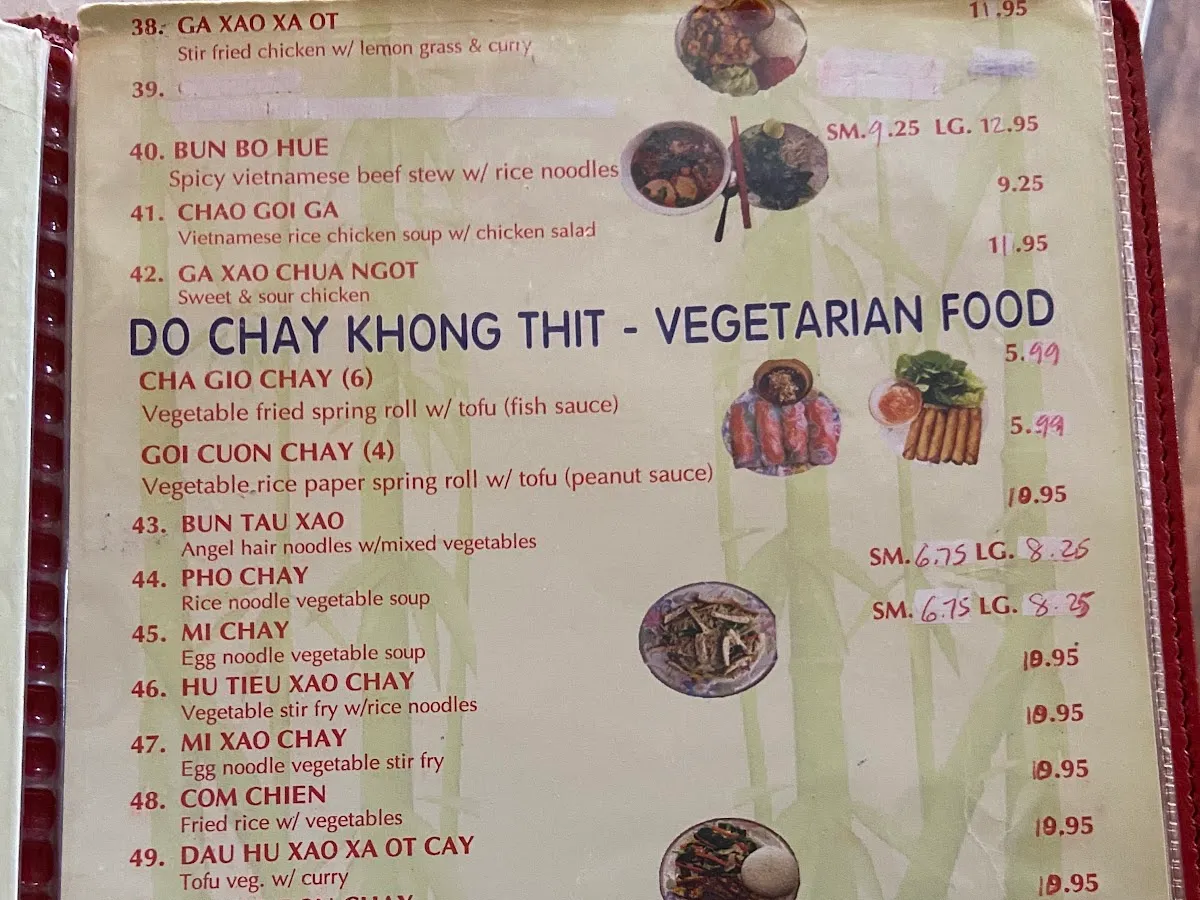 38. GA XAO XA OT 11.95
Stir fried chicken w/ lemon grass & curry
39.
40. BUN BO HUE SM. 9.25 LG. 12.95
Spicy vietnamese beef stew w/ rice noodles
41. CHAO GOI GA 9.25
Vietnamese rice chicken soup w/ chicken salad
42. GA XAO CHUA NGOT 11.95
Sweet & sour chicken
DO CHAY KHONG THIT - VEGETARIAN FOOD
CHA GIO CHAY (6) 5.99
Vegetable fried spring roll w/ tofu (fish sauce)
GOI CUON CHAY (4) 5.99
Vegetable rice paper spring roll w/ tofu (peanut sauce)
43. BUN TAU XAO 10.95
Angel hair noodles w/mixed vegetables
44. PHO CHAY SM. 6.75 LG. 8.25
Rice noodle vegetable soup
45. MI CHAY SM. 6.75 LG. 8.25
Egg noodle vegetable soup
46. HU TIEU XAO CHAY 10.95
Vegetable stir fry w/rice noodles
47. MI XAO CHAY 10.95
Egg noodle vegetable stir fry
48. COM CHIEN 10.95
Fried rice w/ vegetables
49. DAU HU XAO XA OT CAY 10.95
Tofu veg. w/ curry
10.95